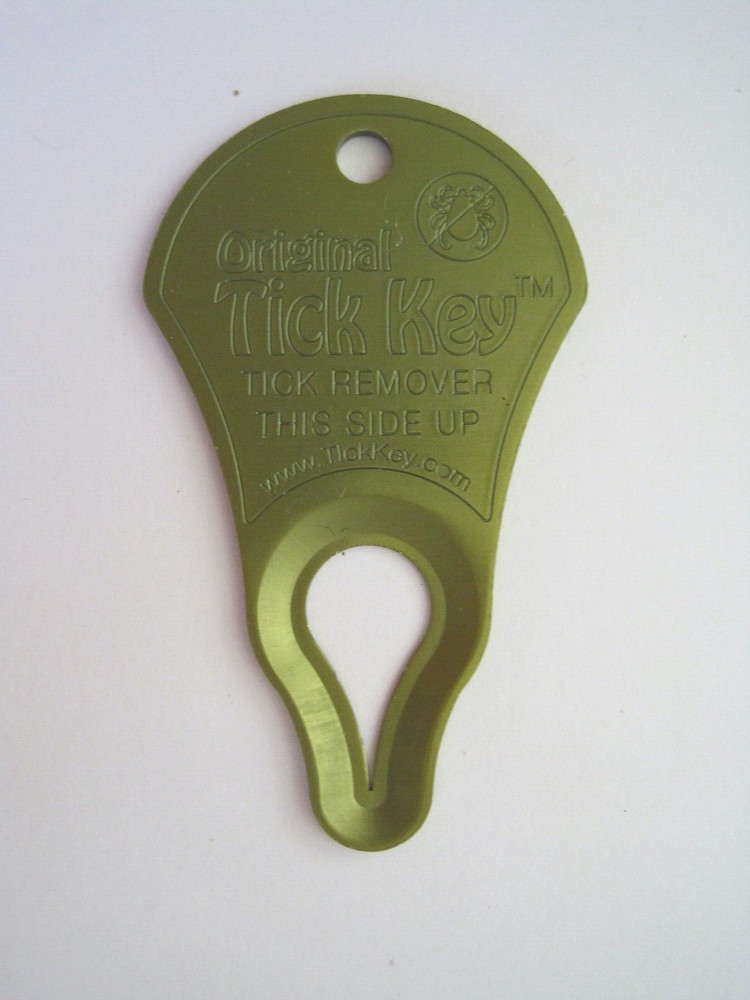 Original
Tick Key™
TICK REMOVER
THIS SIDE UP
www.TickKey.com